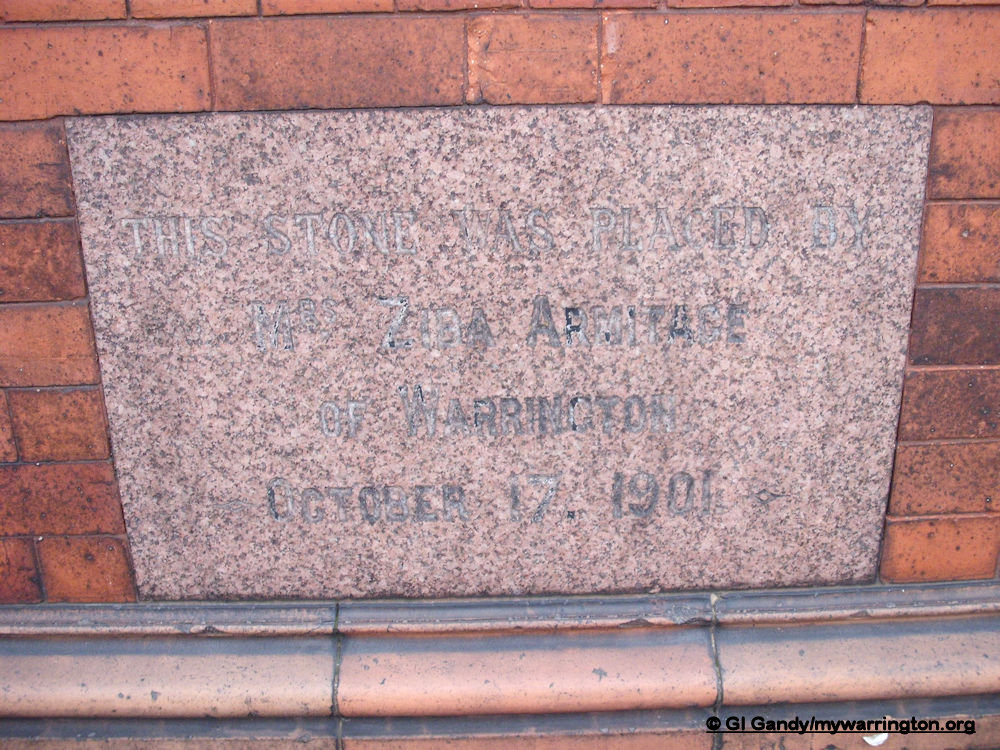 THIS STONE WAS PLACED BY
MRS ZIBA ARMITAGE
OF WARRINGTON.
~ OCTOBER 17. 1901. ~
© GI Gandy/mywarrington.org